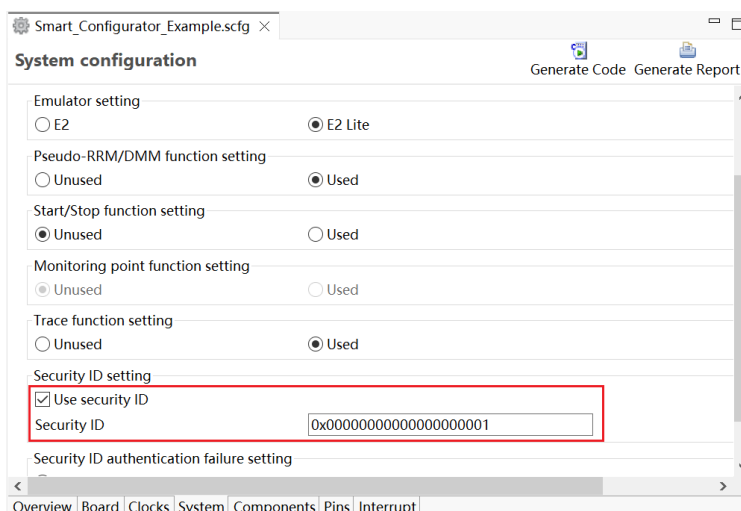 Smart_Configurator_Example.scfg
System configuration
Generate Code Generate Report
Emulator setting
E2 E2 Lite
Pseudo-RRM/DMM function setting
Unused Used
Start/Stop function setting
Unused Used
Monitoring point function setting
Unused Used
Trace function setting
Unused Used
Security ID setting
Use security ID
Security ID 0x00000000000000000001
Security ID authentication failure setting
Overview Board Clocks System Components Pins Interrupt